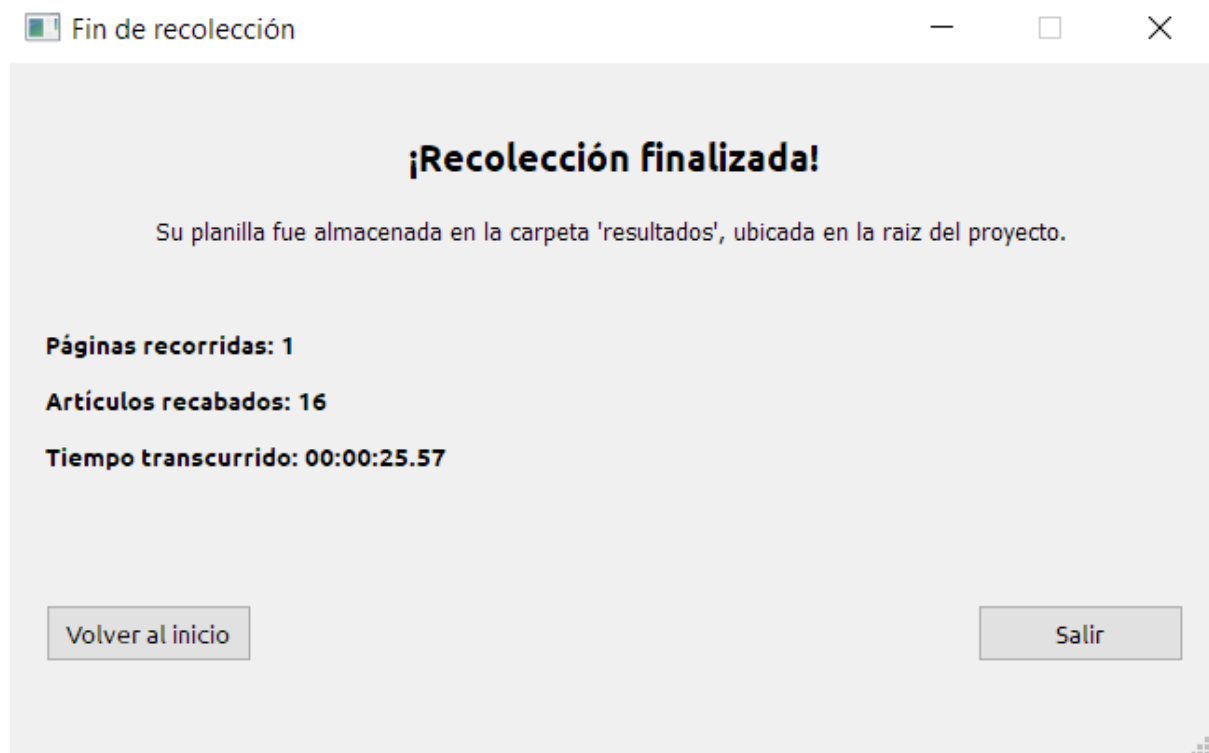 Fin de recolección
¡Recolección finalizada!
Su planilla fue almacenada en la carpeta 'resultados', ubicada en la raiz del proyecto.
Páginas recorridas: 1
Artículos recabados: 16
Tiempo transcurrido: 00:00:25.57
Volver al inicio
Salir